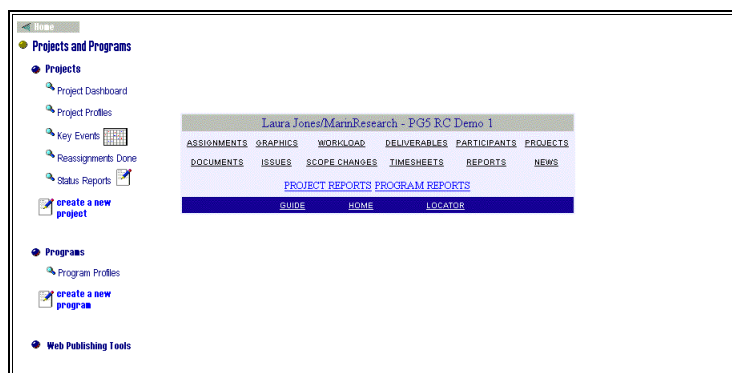 Home
Projects and Programs
Projects
Project Dashboard
Project Profiles
Key Events
Reassignments Done
Status Reports
create a new
project
Programs
Program Profiles
create a new
program
Web Publishing Tools
Laura Jones/MarinResearch - PG5 RC Demo 1
ASSIGNMENTS GRAPHICS WORKLOAD DELIVERABLES PARTICIPANTS PROJECTS
DOCUMENTS ISSUES SCOPE CHANGES TIMESHEETS REPORTS NEWS
PROJECT REPORTS PROGRAM REPORTS
GUIDE HOME LOCATOR